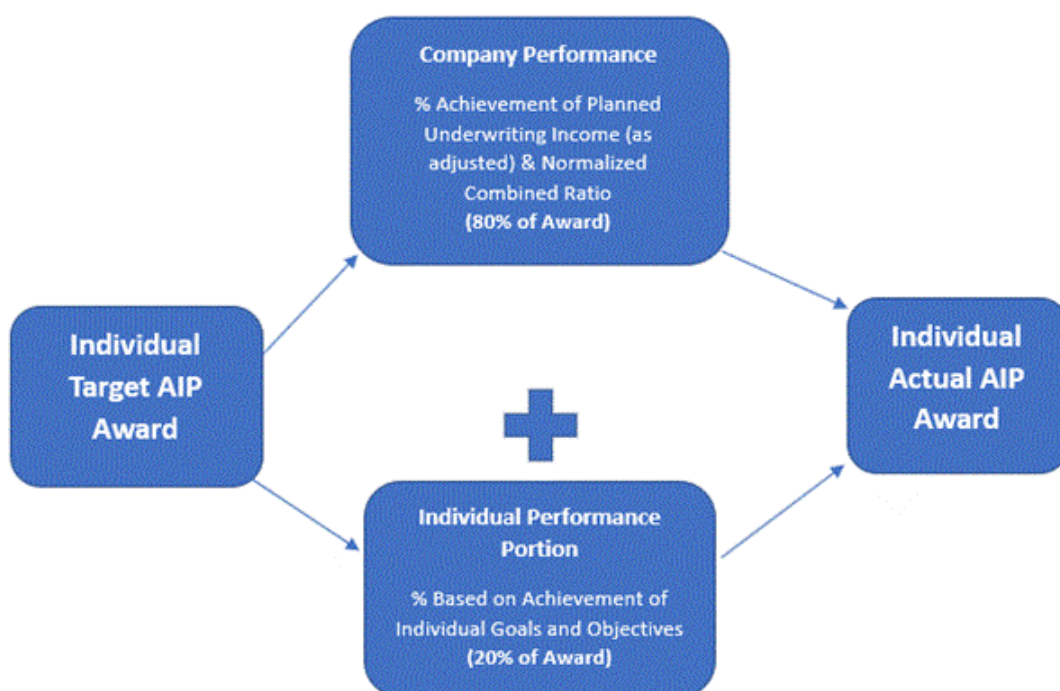 Company Performance
% Achievement of Planned
Underwriting Income (as
adjusted) & Normalized
Combined Ratio
(80% of Award)
Individual
Target AIP
Award
Individual
Actual AIP
Award
Individual Performance
Portion
% Based on Achievement of
Individual Goals and Objectives
(20% of Award)